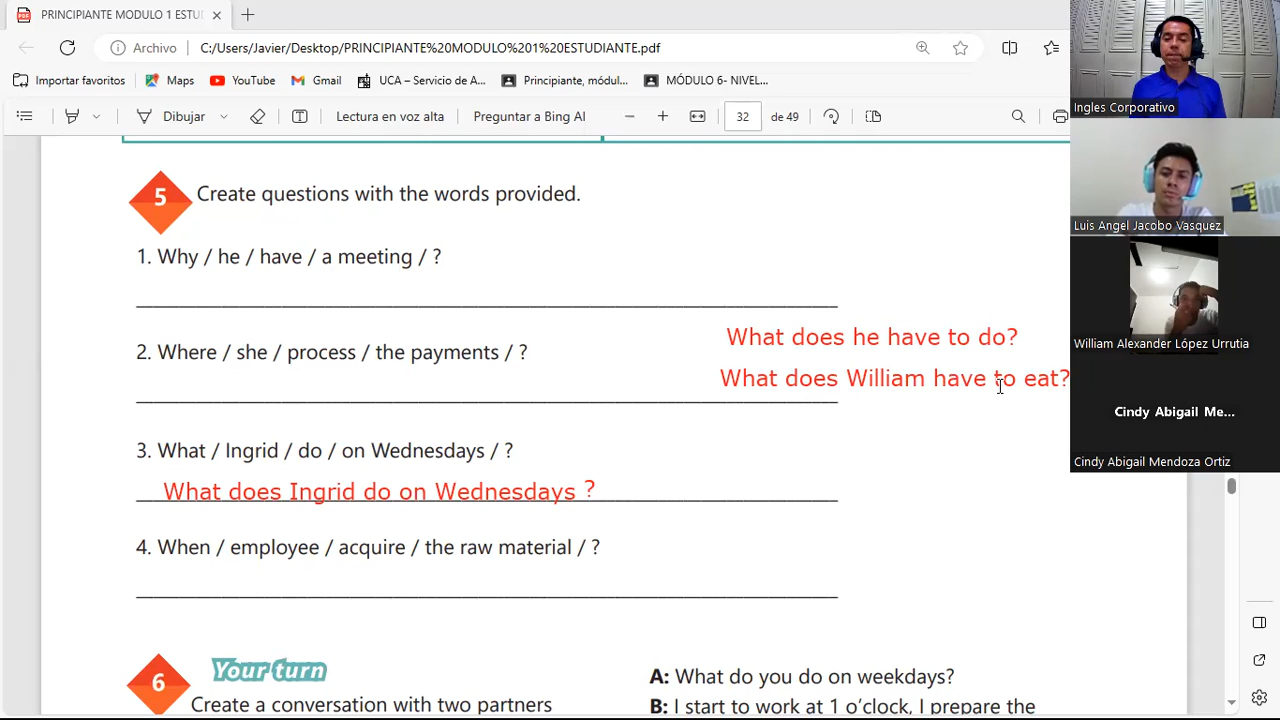 PRINCIPIANTE MODULO 1 ESTU
Archivo
C:/Users/Javier/Desktop/PRINCIPIANTE%20MODULO%201%20ESTUDIANTE.pdf
Importar favoritos
Maps
YouTube
Gmail
UCA – Servicio de A...
Principiante, módul...
MÓDULO 6- NIVEL...
Dibujar
Lectura en voz alta
Preguntar a Bing AI
32
de 49
Ingles Corporativo
5
Create questions with the words provided.
Luis Angel Jacobo Vasquez
1. Why / he / have / a meeting / ?
What does he have to do?
William Alexander López Urrutia
2. Where / she / process / the payments / ?
What does William have to eat?
Cindy Abigail Me...
3. What / Ingrid / do / on Wednesdays / ?
Cindy Abigail Mendoza Ortiz
What does Ingrid do on Wednesdays ?
4. When / employee / acquire / the raw material / ?
6
Your turn
Create a conversation with two partners
A: What do you do on weekdays?
B: I start to work at 1 o'clock, I prepare the